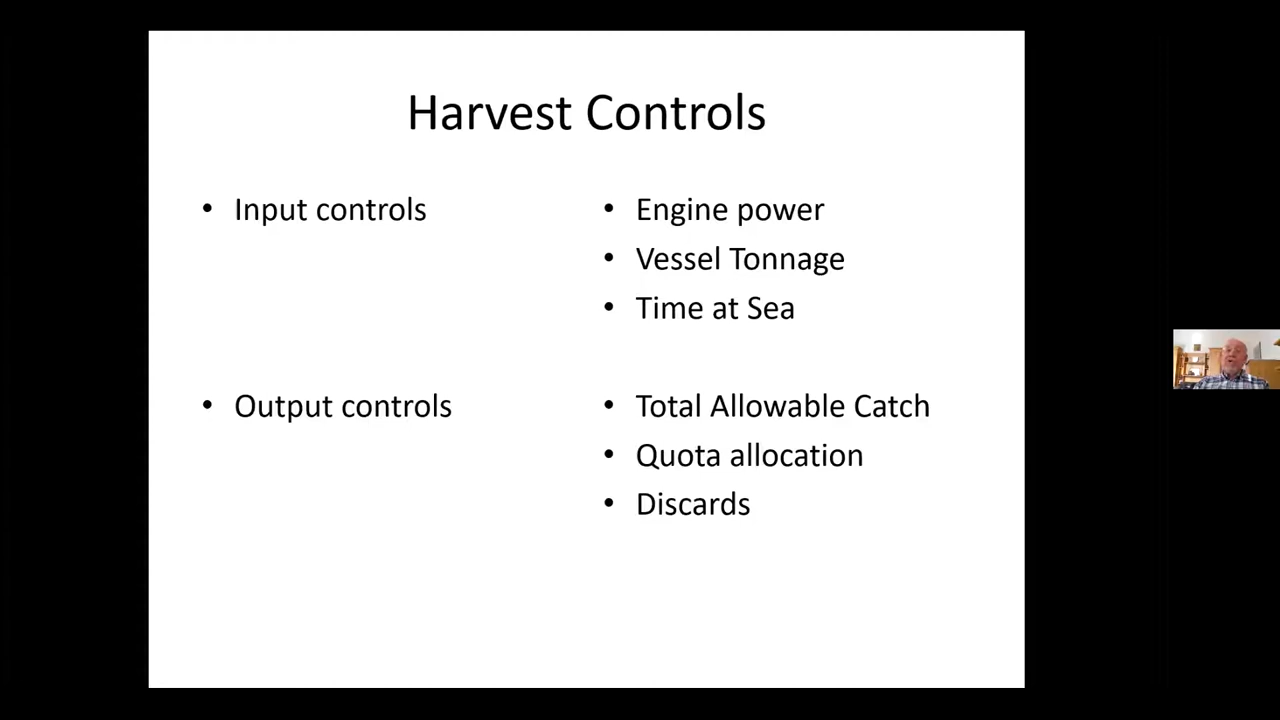 Harvest Controls
• Input controls
• Engine power
• Vessel Tonnage
• Time at Sea
• Output controls
• Total Allowable Catch
• Quota allocation
• Discards